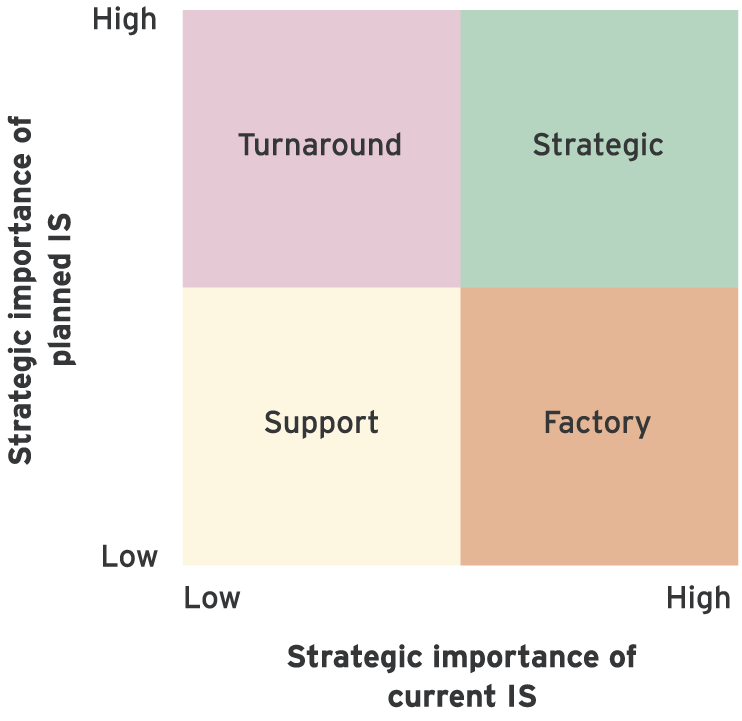 High
Strategic importance of
planned IS
Turnaround
Strategic
Support
Factory
Low
Low
High
Strategic importance of
current IS